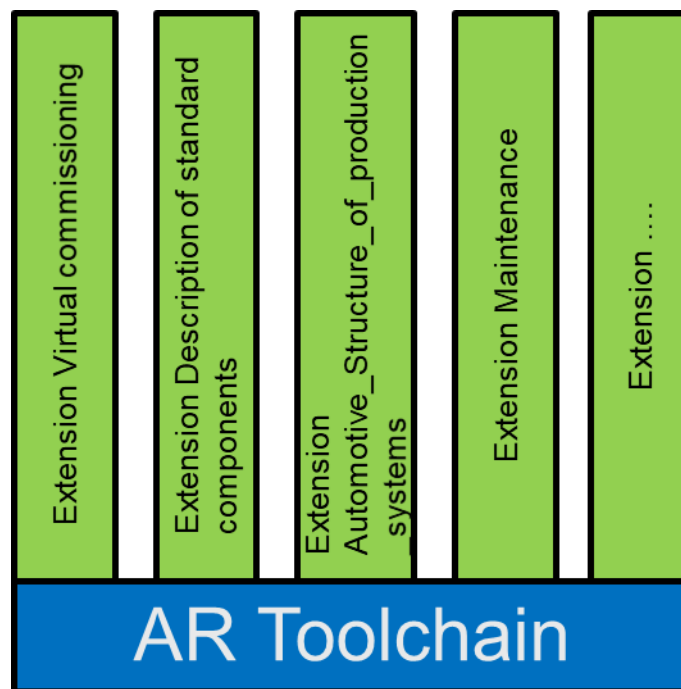 Extension Virtual commissioning
Extension Description of standard
components
Extension
Automotive_Structure_of_production
_systems
Extension Maintenance
Extension ....
AR Toolchain